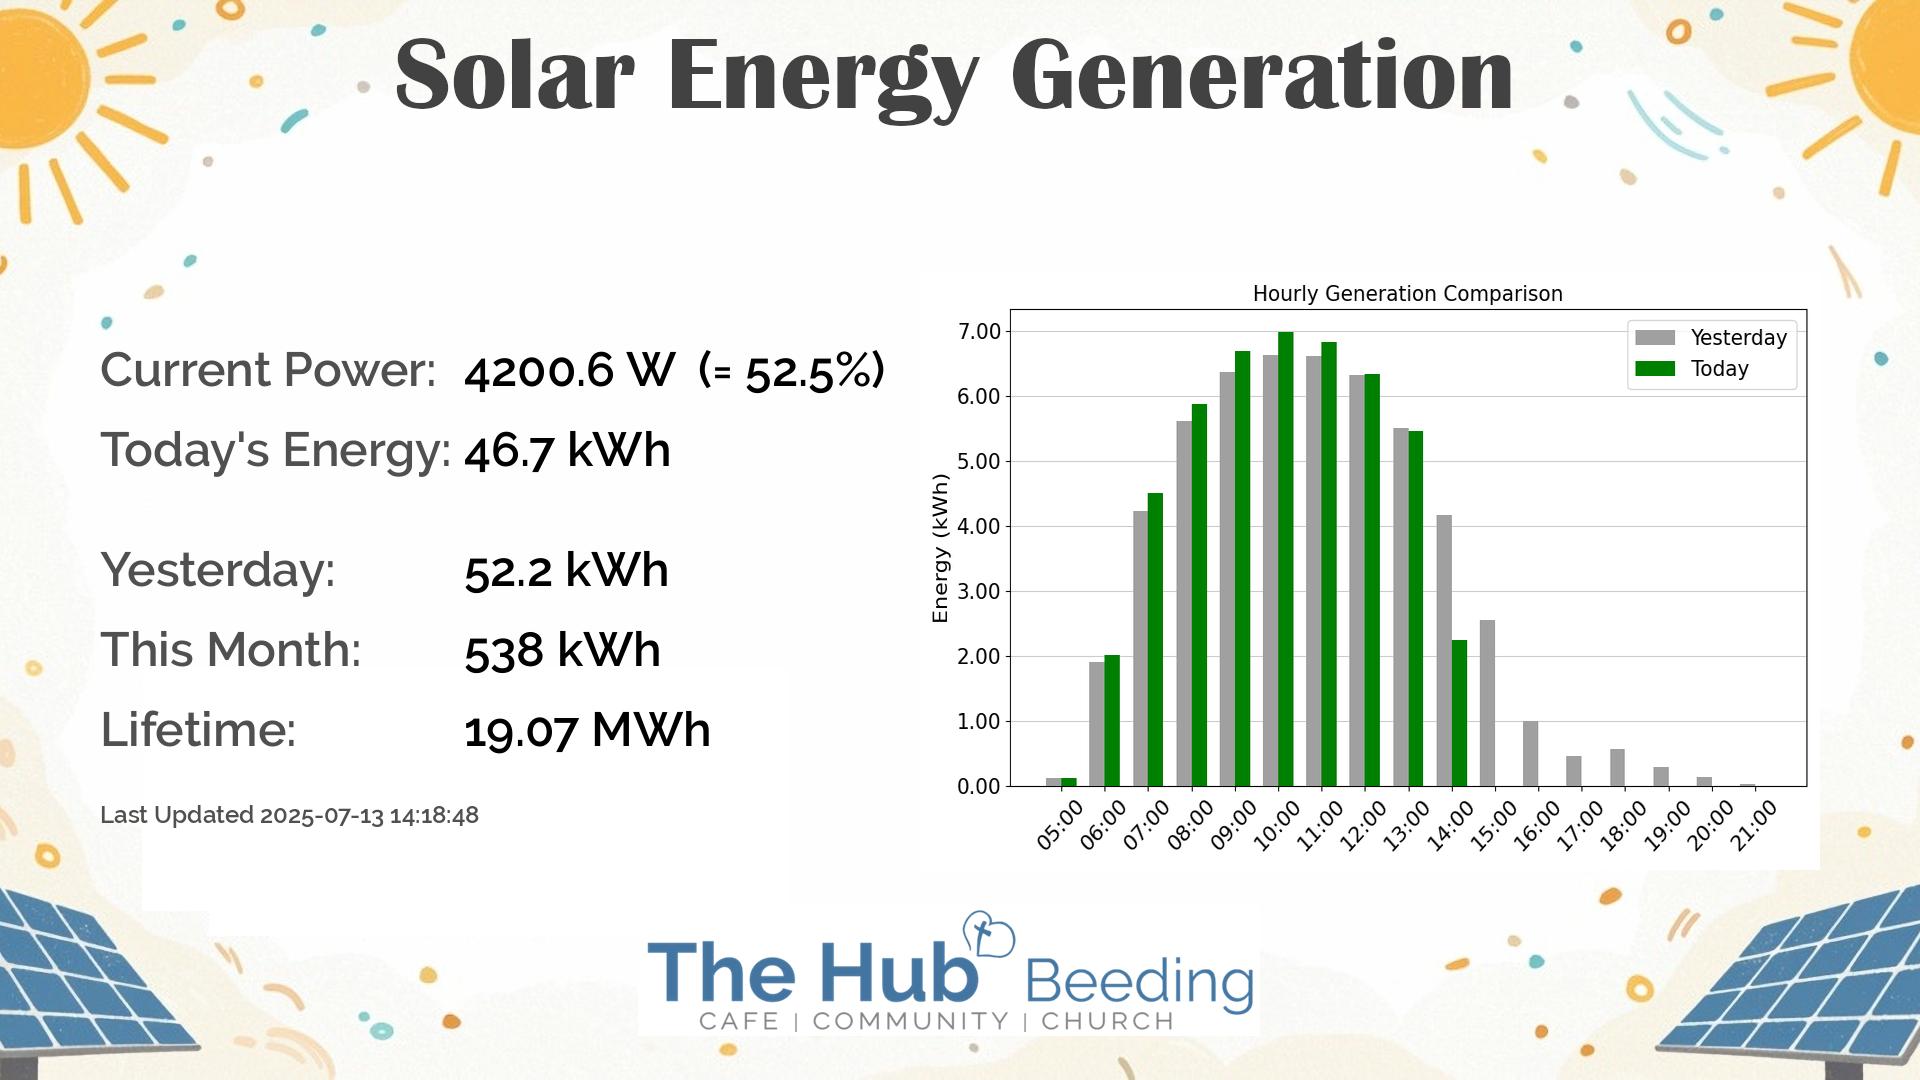 Solar Energy Generation
Current Power: 4200.6 W (= 52.5%)
Today's Energy: 46.7 kWh
Yesterday: 52.2 kWh
This Month: 538 kWh
Lifetime: 19.07 MWh
Last Updated 2025-07-13 14:18:48
Hourly Generation Comparison
Yesterday
Today
Energy (kWh)
7.00
6.00
5.00
4.00
3.00
2.00
1.00
0.00
05:00 06:00 07:00 08:00 09:00 10:00 11:00 12:00 13:00 14:00 15:00 16:00 17:00 18:00 19:00 20:00 21:00
The Hub Beeding
CAFE | COMMUNITY | CHURCH